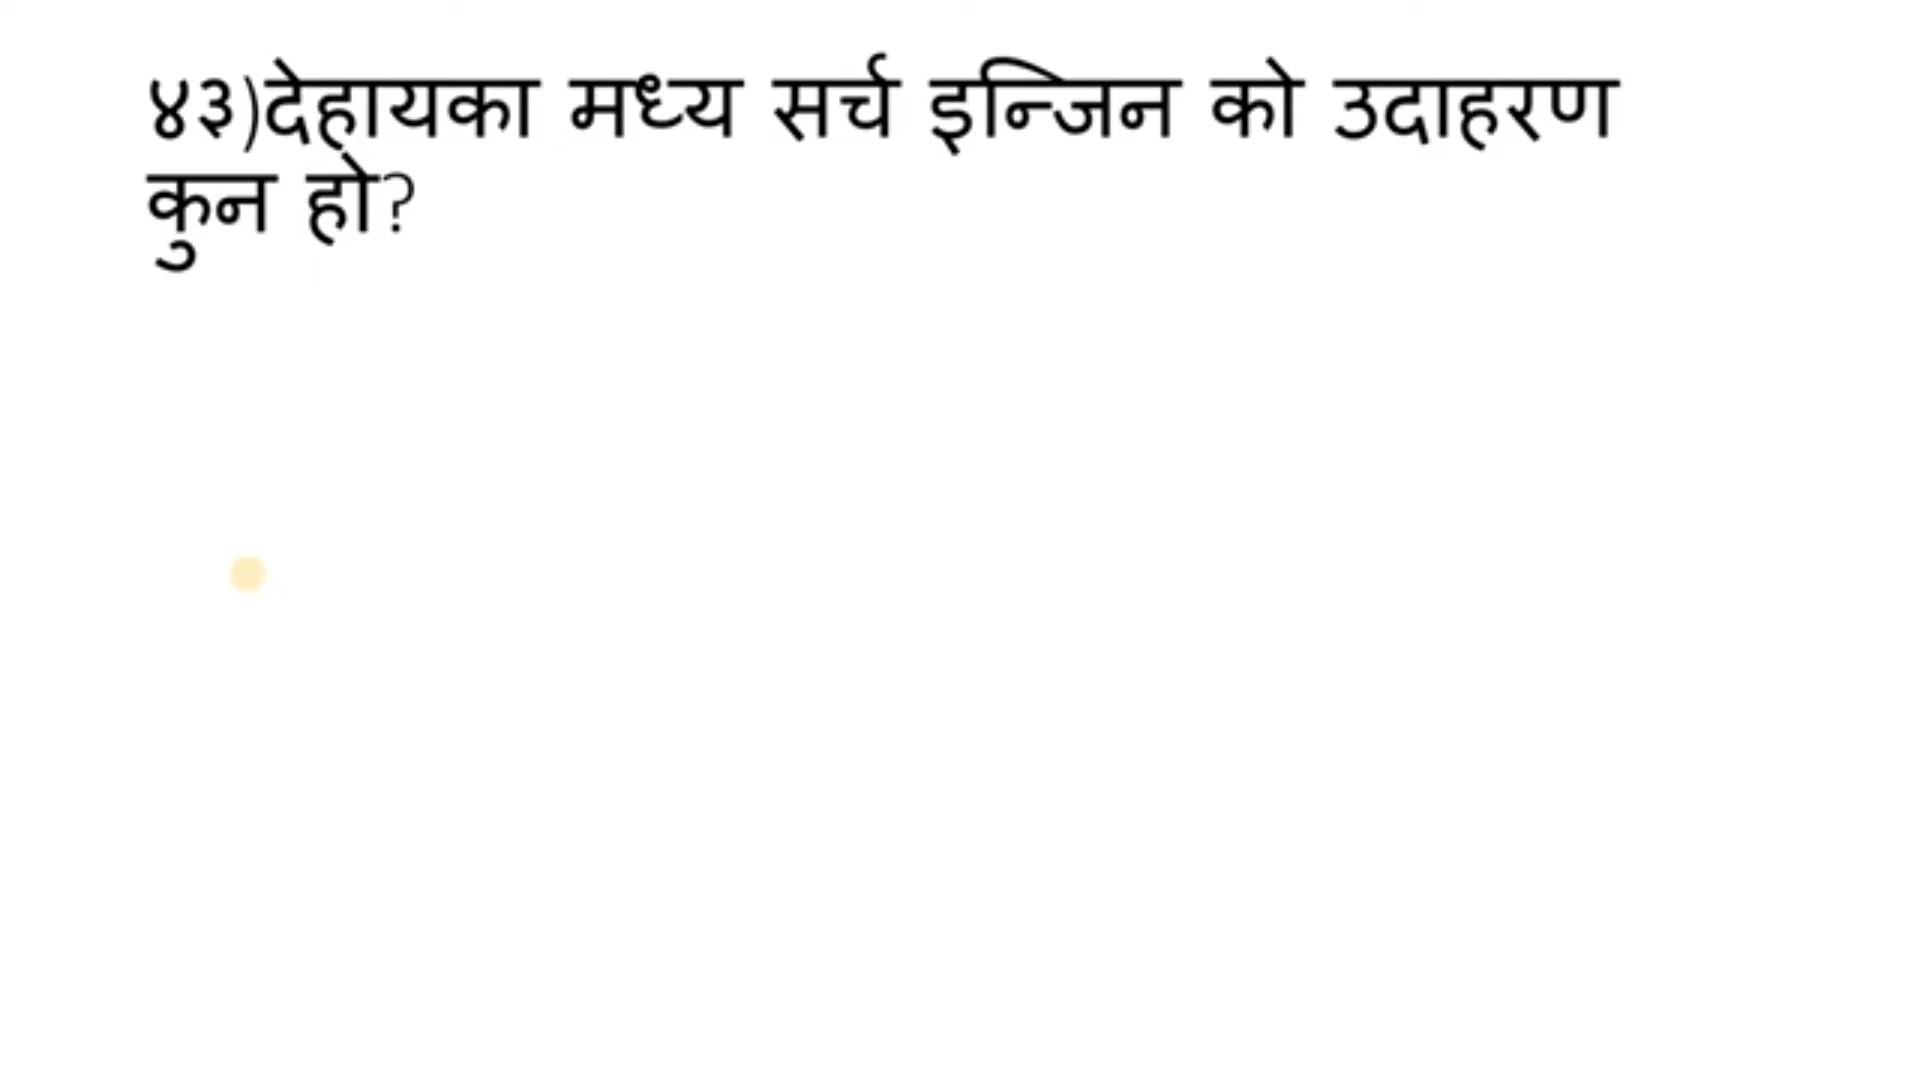 ४३)देहायका मध्य सर्च इन्जिन को उदाहरण
कुन हो?